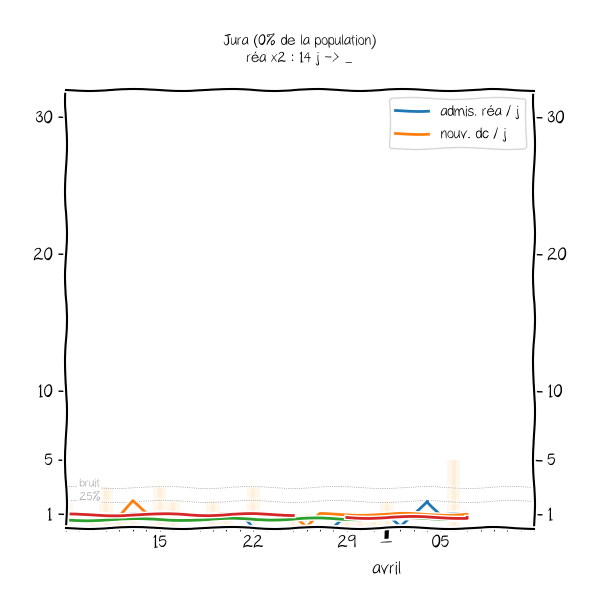 Jura (0% de la population)
réa x2 : 14 j -> _
admis. réa / j
nouv. dc / j
30
30
20
20
10
10
5
5
bruit
25%
1
1
15
22
29
1
05
avril